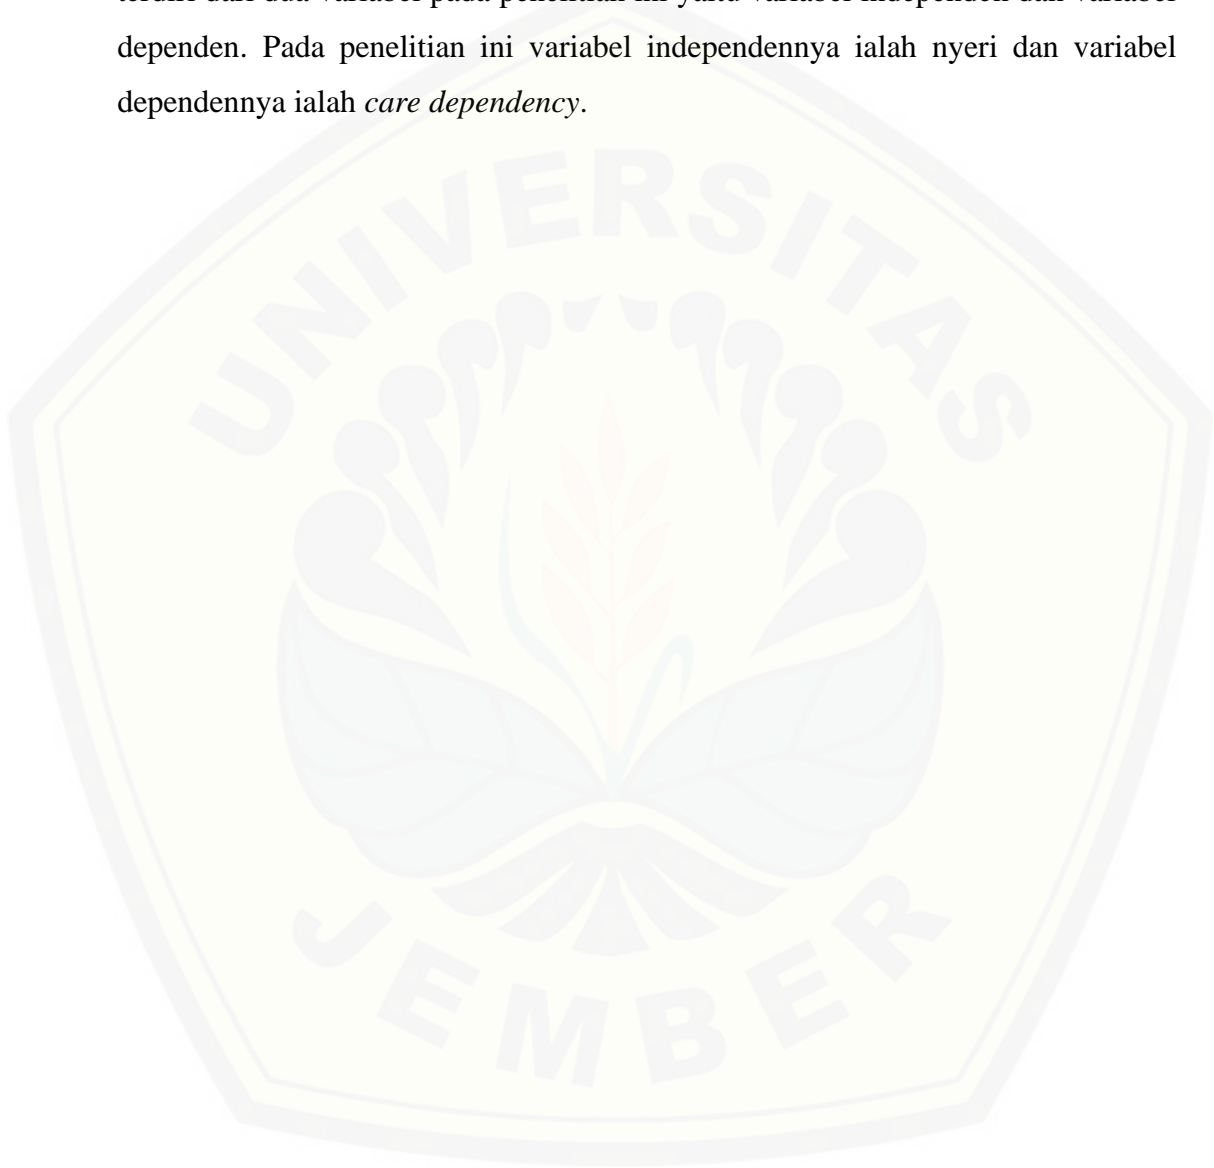 terdiri dari dua variabel pada penelitian ini yaitu variabel independen dan variabel
dependen. Pada penelitian ini variabel independennya ialah nyeri dan variabel
dependennya ialah care dependency.
UNIVERSITAS
JEMBER